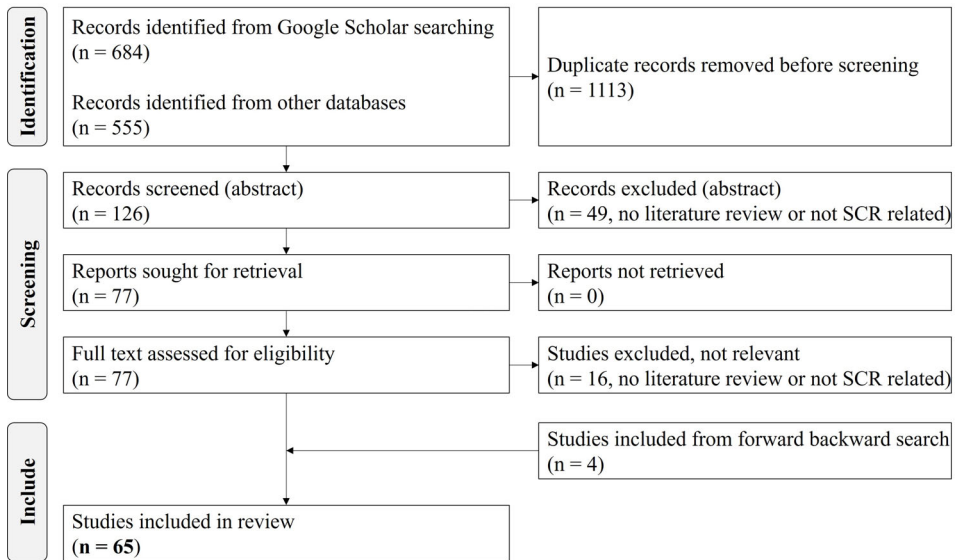 Identification
Records identified from Google Scholar searching
(n = 684)
Records identified from other databases
(n = 555)
Duplicate records removed before screening
(n = 1113)
Screening
Records screened (abstract)
(n = 126)
Records excluded (abstract)
(n = 49, no literature review or not SCR related)
Reports sought for retrieval
(n = 77)
Reports not retrieved
(n = 0)
Full text assessed for eligibility
(n = 77)
Studies excluded, not relevant
(n = 16, no literature review or not SCR related)
Include
Studies included from forward backward search
(n = 4)
Studies included in review
(n = 65)